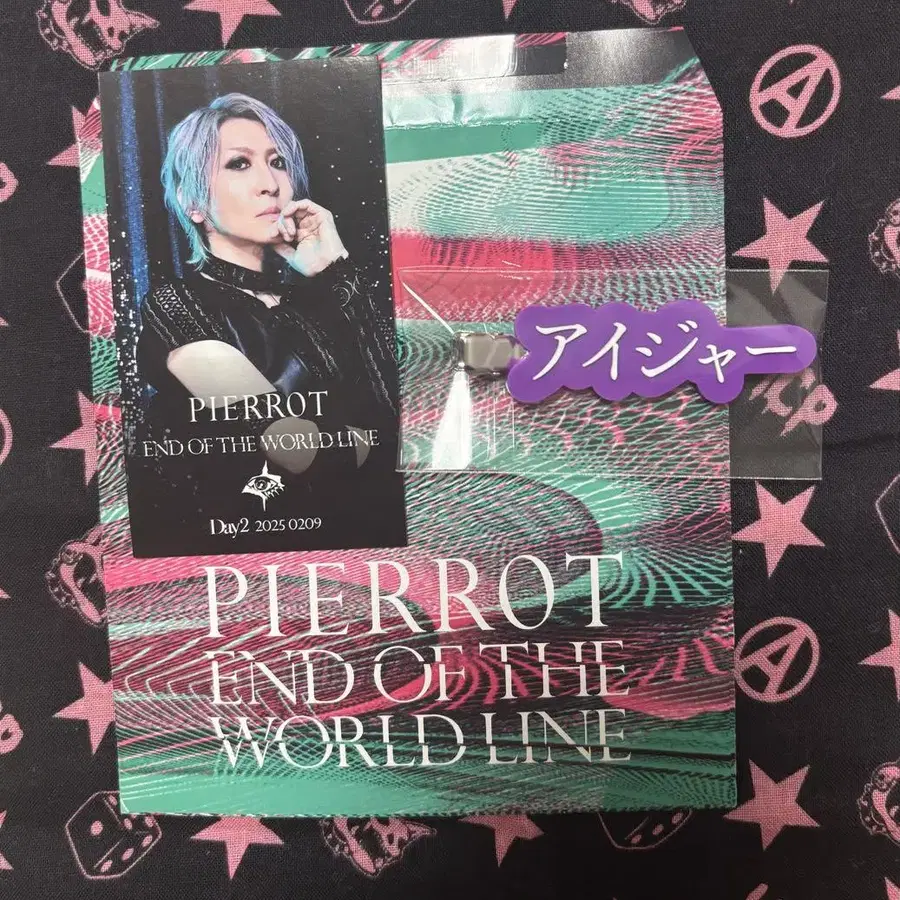 PIERROT
END OF THE WORLD LINE
Day2 2025 0209
アイジャー
PIERROT
END OF THE
WORLD LINE